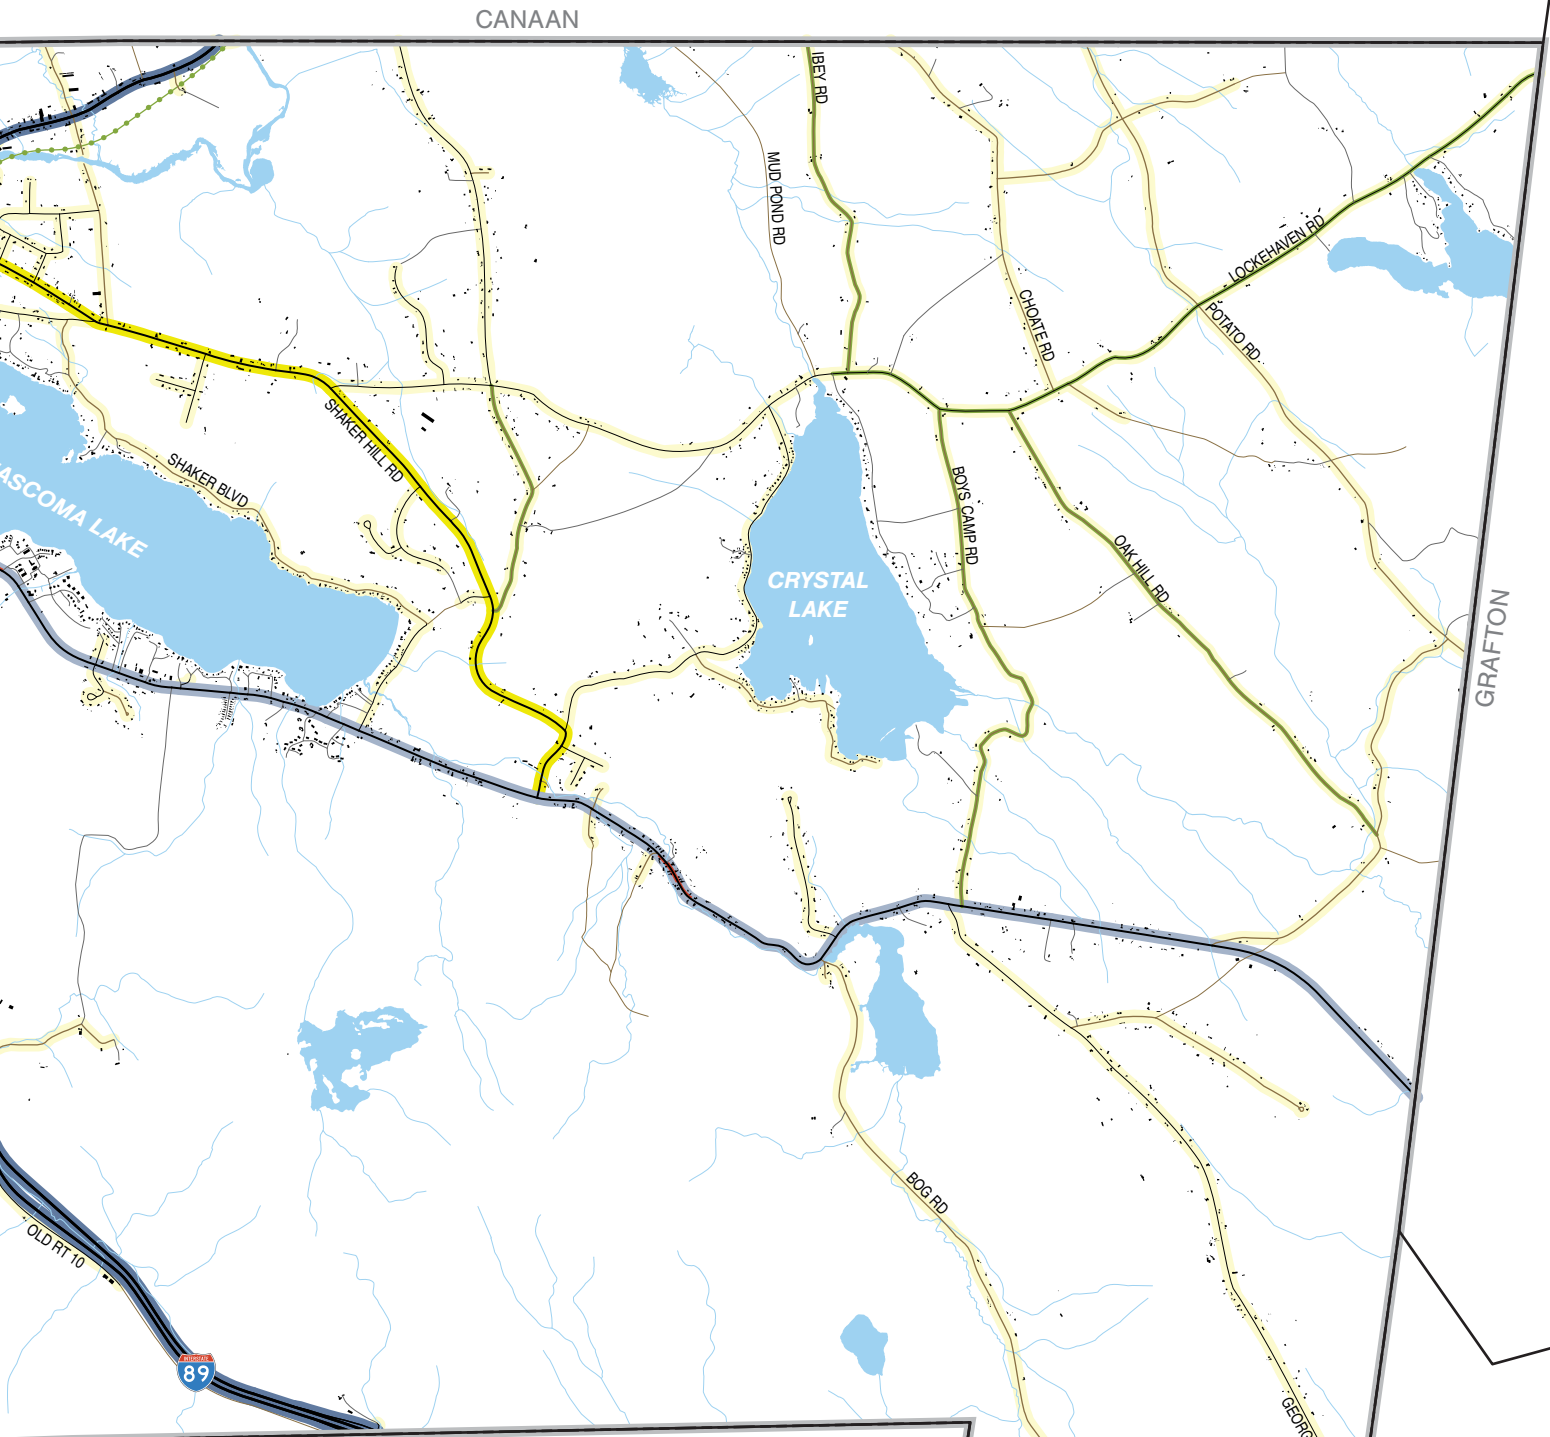 CANAAN
IBEY RD
MUD POND RD
LOCKEHAVEN RD
CHOATE RD
POTATO RD
SHAKER HILL RD
SHAKER BLVD
ASCOMA LAKE
BOYS CAMP RD
OAK HILL RD
CRYSTAL
LAKE
GRAFTON
BOG RD
OLD RT 10
INTERSTATE
89
GEORG